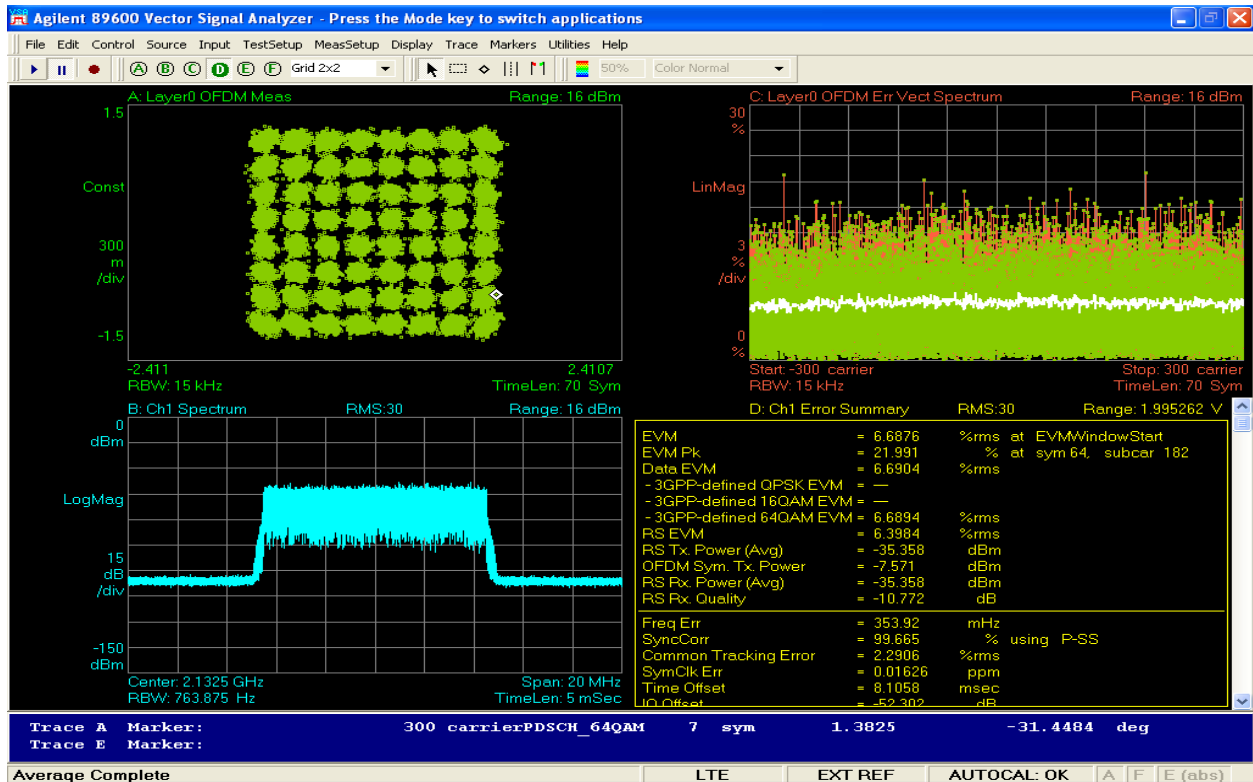 VSA Agilent 89600 Vector Signal Analyzer - Press the Mode key to switch applications
File Edit Control Source Input TestSetup MeasSetup Display Trace Markers Utilities Help
A B C D E F Grid 2x2 50% Color Normal
A: Layer0 OFDM Meas Range: 16 dBm
1.5
Const
300
m
/div
-1.5
-2.411 2.4107
RBW: 15 kHz TimeLen: 70 Sym
C: Layer0 OFDM Err Vect Spectrum Range: 16 dBm
30
%
LinMag
3
%
/div
0
%
Start: -300 carrier Stop: 300 carrier
RBW: 15 kHz TimeLen: 70 Sym
B: Ch1 Spectrum RMS:30 Range: 16 dBm
0
dBm
LogMag
15
dB
/div
-150
dBm
Center: 2.1325 GHz Span: 20 MHz
RBW: 763.875 Hz TimeLen: 5 mSec
D: Ch1 Error Summary RMS:30 Range: 1.995262 V
EVM = 6.6876 %rms at EVMWindowStart
EVM Pk = 21.991 % at sym 64, subcar 182
Data EVM = 6.6904 %rms
- 3GPP-defined QPSK EVM = —
- 3GPP-defined 16QAM EVM = —
- 3GPP-defined 64QAM EVM = 6.6894 %rms
RS EVM = 6.3984 %rms
RS Tx. Power (Avg) = -35.358 dBm
OFDM Sym. Tx. Power = -7.571 dBm
RS Rx. Power (Avg) = -35.358 dBm
RS Rx. Quality = -10.772 dB
Freq Err = 353.92 mHz
SyncCorr = 99.665 % using P-SS
Common Tracking Error = 2.2906 %rms
SymClk Err = 0.01626 ppm
Time Offset = 8.1058 msec
IQ Offset = -52.302 dB
Trace A Marker: 300 carrierPDSCH_64QAM 7 sym 1.3825 -31.4484 deg
Trace E Marker:
Average Complete LTE EXT REF AUTOCAL: OK A F E (abs)